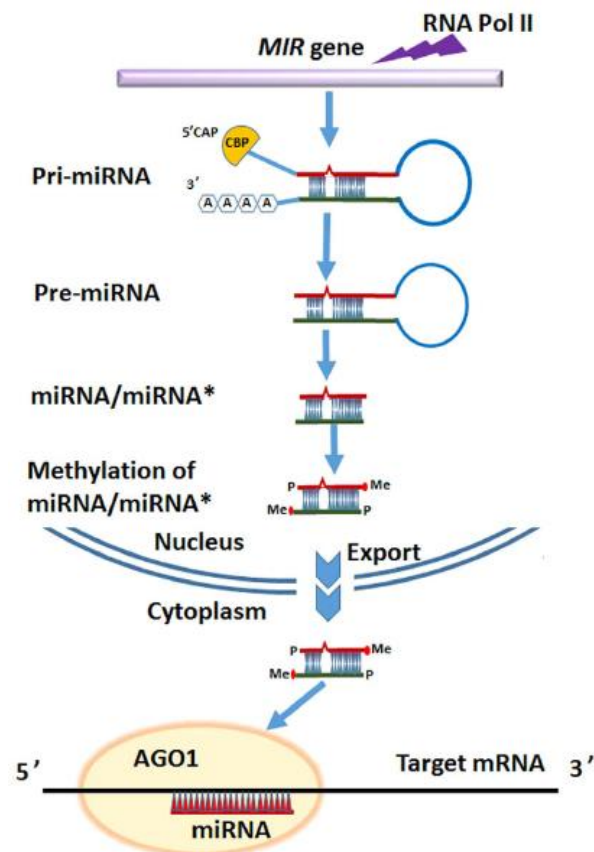 RNA Pol II
MIR gene
5'CAP
CBP
Pri-miRNA
3'
A A A A
Pre-miRNA
miRNA/miRNA*
Methylation of
miRNA/miRNA*
P
Me
Me
P
Nucleus
Export
Cytoplasm
P
Me
Me
P
AGO1
5'
Target mRNA
3'
miRNA